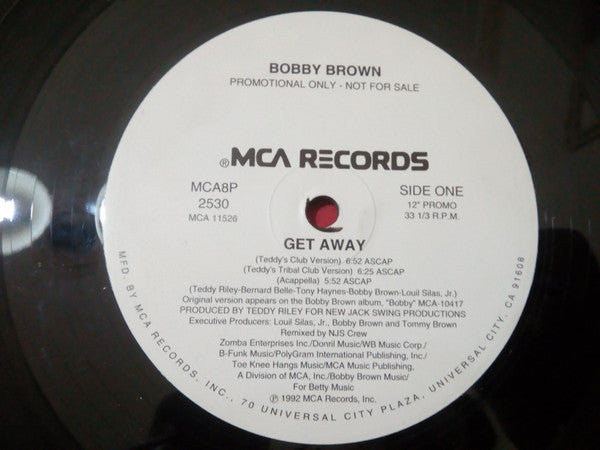 BOBBY BROWN
PROMOTIONAL ONLY - NOT FOR SALE
®MCA RECORDS
MCA8P
2530
MCA 11526
SIDE ONE
12" PROMO
33 1/3 R.P.M.
GET AWAY
(Teddy's Club Version) 6:52 ASCAP
(Teddy's Tribal Club Version) 6:25 ASCAP
(Acappella) 5:52 ASCAP
(Teddy Riley-Bernard Belle-Tony Haynes-Bobby Brown-Louil Silas, Jr.)
Original version appears on the Bobby Brown album, "Bobby" MCA-10417
PRODUCED BY TEDDY RILEY FOR NEW JACK SWING PRODUCTIONS
Executive Producers: Louil Silas, Jr., Bobby Brown and Tommy Brown
Remixed by NJS Crew
Zomba Enterprises Inc./Donril Music/WB Music Corp./
B-Funk Music/PolyGram International Publishing, Inc./
Toe Knee Hangs Music/MCA Music Publishing,
A Division of MCA, Inc./Bobby Brown Music/
For Betty Music
℗ 1992 MCA Records, Inc.
MFD. BY MCA RECORDS, INC., 70 UNIVERSAL CITY PLAZA, UNIVERSAL CITY, CA 91608